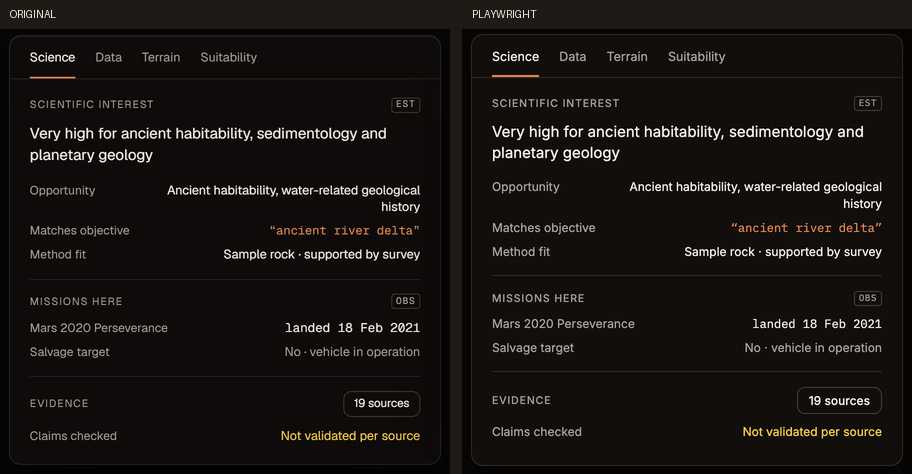 ORIGINAL
Science Data Terrain Suitability
SCIENTIFIC INTEREST EST
Very high for ancient habitability, sedimentology and
planetary geology
Opportunity Ancient habitability, water-related geological
history
Matches objective “ancient river delta”
Method fit Sample rock · supported by survey
MISSIONS HERE OBS
Mars 2020 Perseverance landed 18 Feb 2021
Salvage target No · vehicle in operation
EVIDENCE 19 sources
Claims checked Not validated per source
PLAYWRIGHT
Science Data Terrain Suitability
SCIENTIFIC INTEREST EST
Very high for ancient habitability, sedimentology and
planetary geology
Opportunity Ancient habitability, water-related geological
history
Matches objective “ancient river delta”
Method fit Sample rock · supported by survey
MISSIONS HERE OBS
Mars 2020 Perseverance landed 18 Feb 2021
Salvage target No · vehicle in operation
EVIDENCE 19 sources
Claims checked Not validated per source